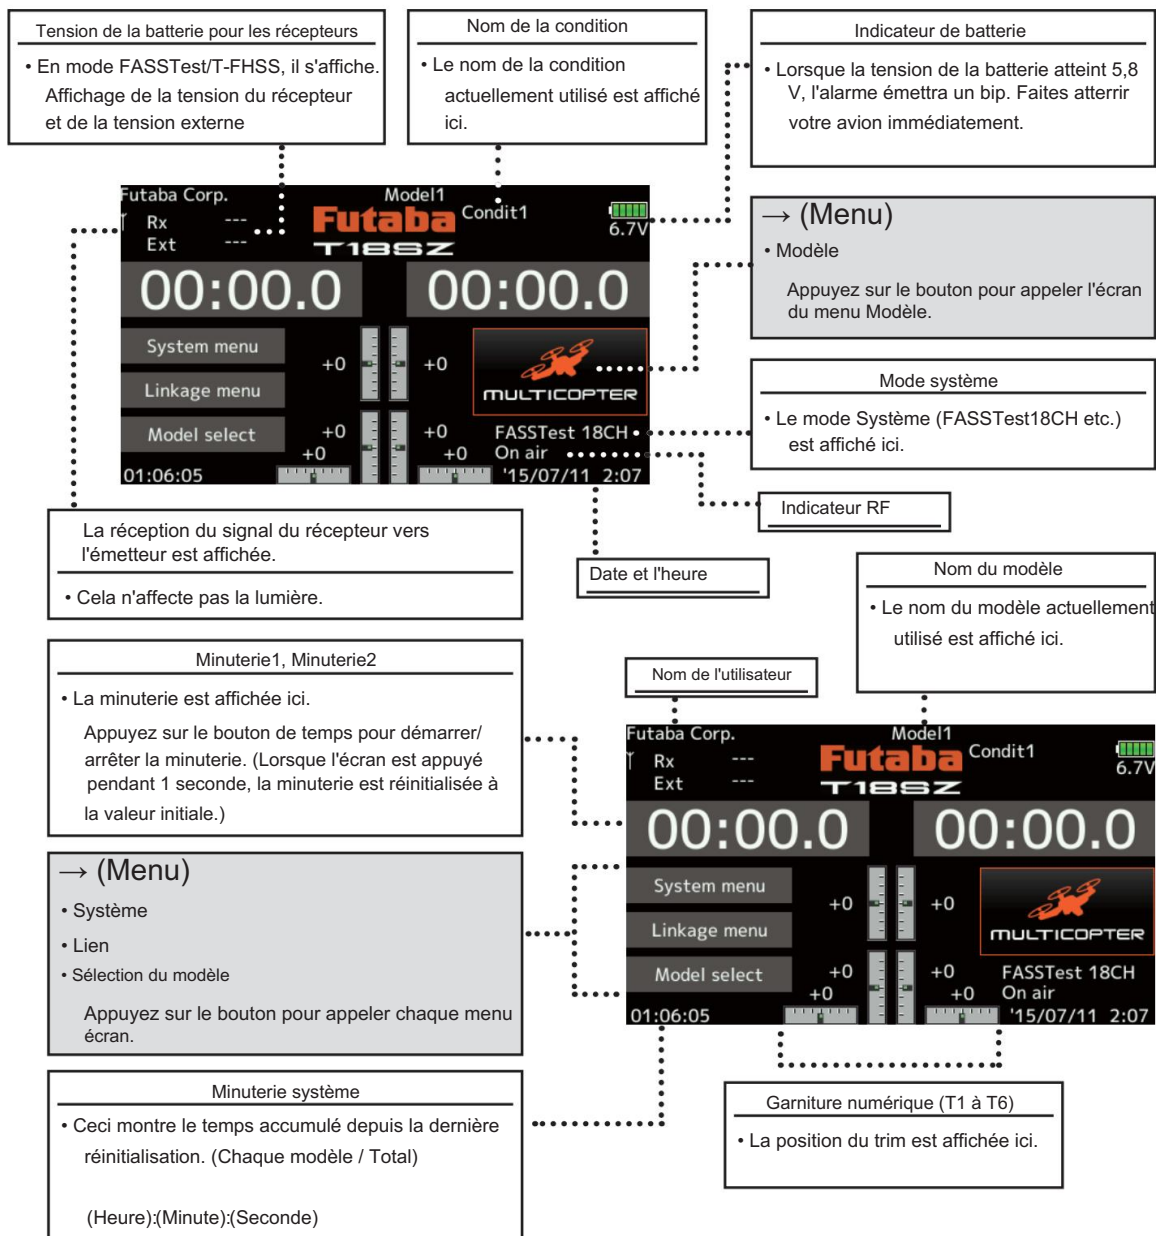 Tension de la batterie pour les récepteurs
• En mode FASSTest/T-FHSS, il s'affiche.
Affichage de la tension du récepteur
et de la tension externe
Nom de la condition
• Le nom de la condition
actuellement utilisé est affiché
ici.
Indicateur de batterie
• Lorsque la tension de la batterie atteint 5,8
V, l'alarme émettra un bip. Faites atterrir
votre avion immédiatement.
Futaba Corp.
Model1
Condit1
Rx ---
Ext ---
Futaba
T18SZ
6.7V
00:00.0
00:00.0
System menu
Linkage menu
Model select
+0
+0
+0
+0
+0
+0
MULTICOPTER
FASSTest 18CH
On air
01:06:05
'15/07/11 2:07
→ (Menu)
• Modèle
Appuyez sur le bouton pour appeler l'écran
du menu Modèle.
Mode système
• Le mode Système (FASSTest18CH etc.)
est affiché ici.
Indicateur RF
La réception du signal du récepteur vers
l'émetteur est affichée.
• Cela n'affecte pas la lumière.
Date et l'heure
Nom du modèle
• Le nom du modèle actuellement
utilisé est affiché ici.
Minuterie1, Minuterie2
• La minuterie est affichée ici.
Appuyez sur le bouton de temps pour démarrer/
arrêter la minuterie. (Lorsque l'écran est appuyé
pendant 1 seconde, la minuterie est réinitialisée à
la valeur initiale.)
Nom de l'utilisateur
Futaba Corp.
Model1
Condit1
Rx ---
Ext ---
Futaba
T18SZ
6.7V
00:00.0
00:00.0
System menu
Linkage menu
Model select
+0
+0
+0
+0
+0
+0
MULTICOPTER
FASSTest 18CH
On air
01:06:05
'15/07/11 2:07
→ (Menu)
• Système
• Lien
• Sélection du modèle
Appuyez sur le bouton pour appeler chaque menu
écran.
Minuterie système
• Ceci montre le temps accumulé depuis la dernière
réinitialisation. (Chaque modèle / Total)
(Heure):(Minute):(Seconde)
Garniture numérique (T1 à T6)
• La position du trim est affichée ici.